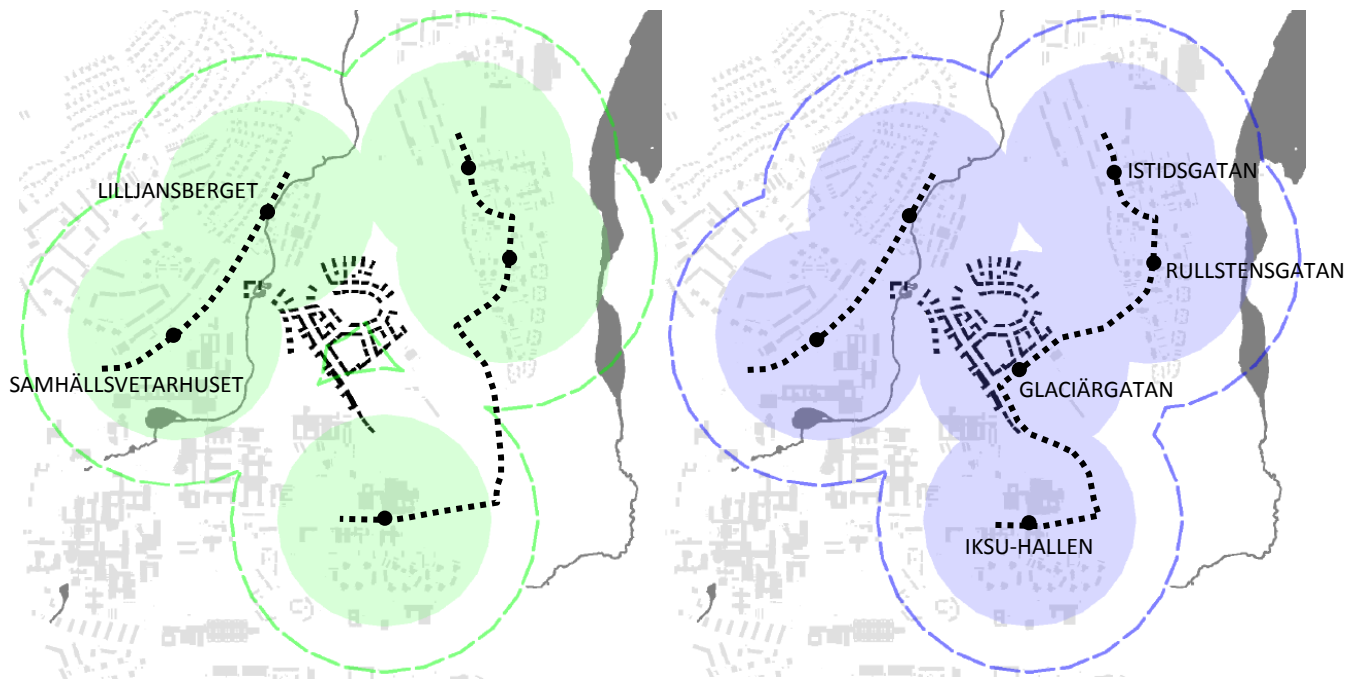 LILLJANSBERGET
SAMHÄLLSVETARHUSET
ISTIDSGATAN
RULLSTENSGATAN
GLACIÄRGATAN
IKSU-HALLEN